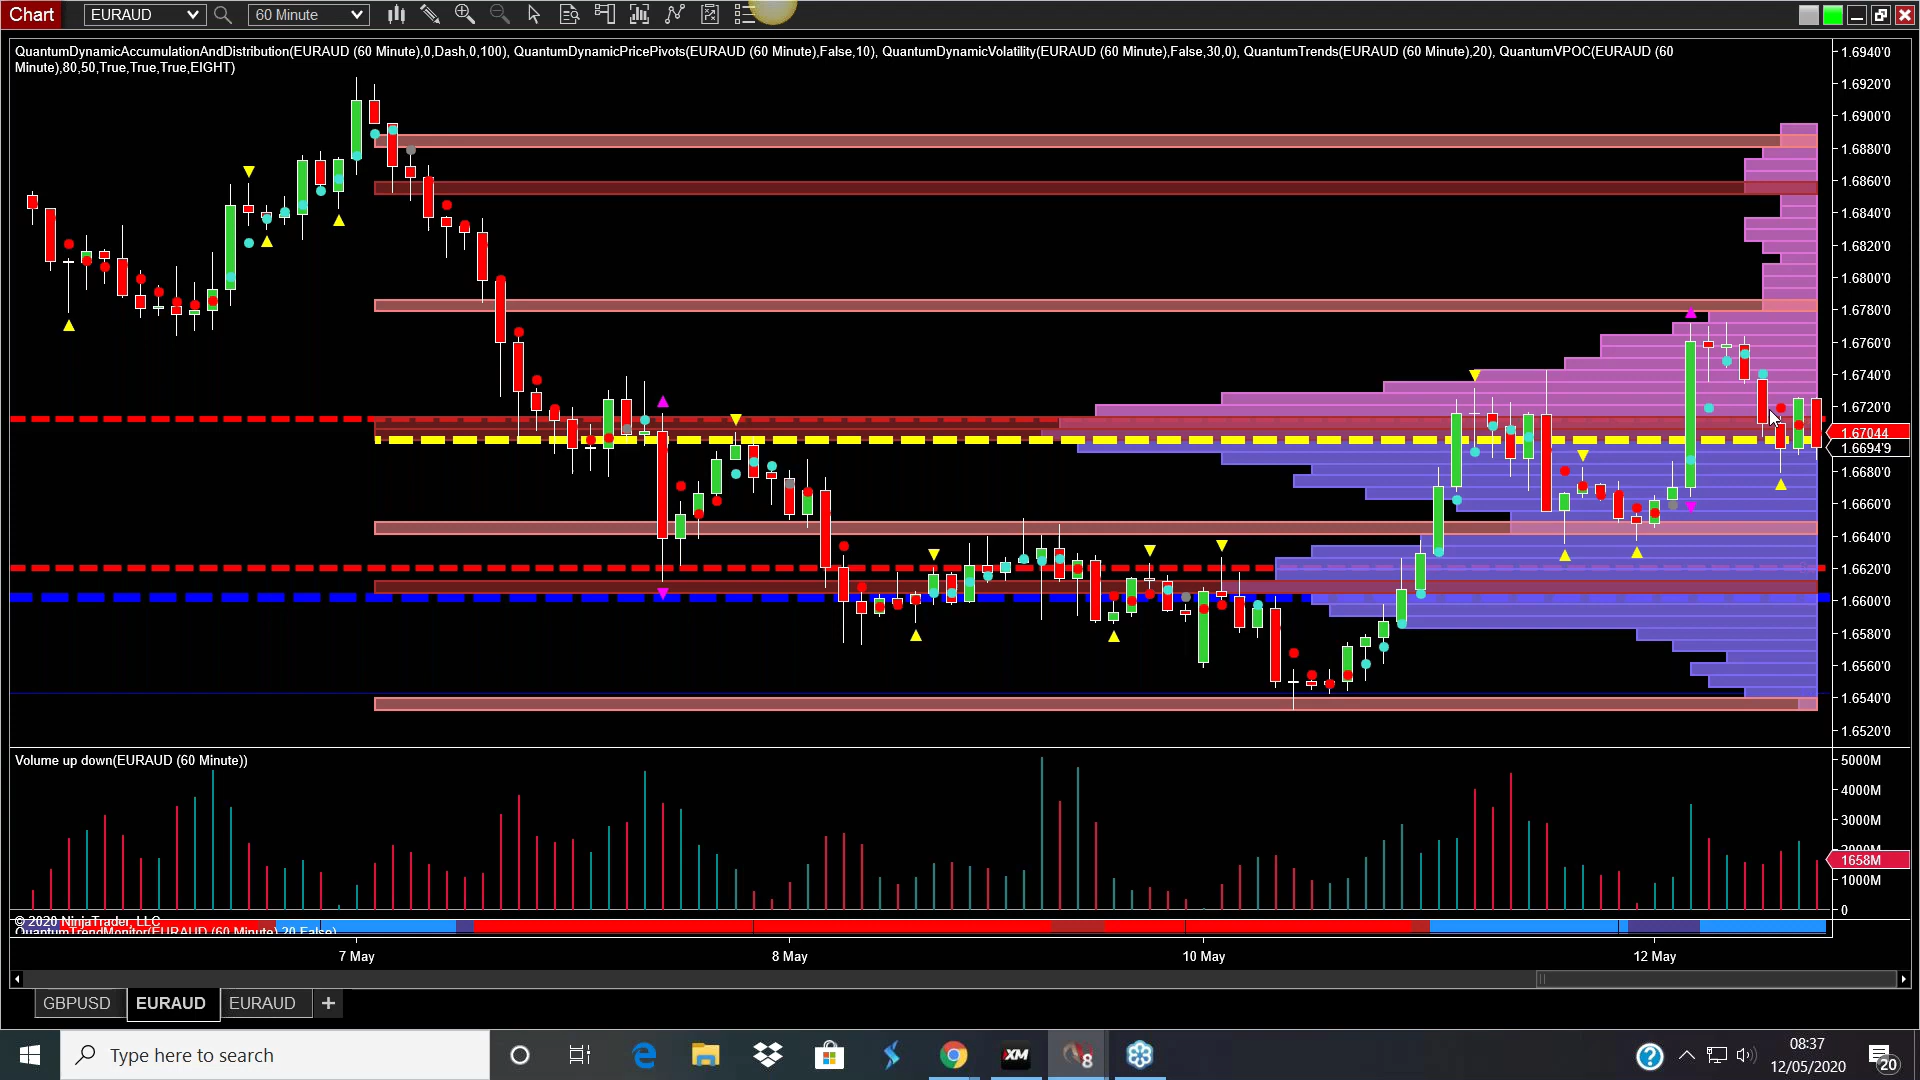 Chart EURAUD 60 Minute
QuantumDynamicAccumulationAndDistribution(EURAUD (60 Minute),0,Dash,0,100), QuantumDynamicPricePivots(EURAUD (60 Minute),False,10), QuantumDynamicVolatility(EURAUD (60 Minute),False,30,0), QuantumTrends(EURAUD (60 Minute),20), QuantumVPOC(EURAUD (60
Minute),80,50,True,True,True,EIGHT)
1.6940'0
1.6920'0
1.6900'0
1.6880'0
1.6860'0
1.6840'0
1.6820'0
1.6800'0
1.6780'0
1.6760'0
1.6740'0
1.6720'0
1.67044
1.6694'9
1.6680'0
1.6660'0
1.6640'0
1.6620'0
1.6600'0
1.6580'0
1.6560'0
1.6540'0
1.6520'0
Volume up down(EURAUD (60 Minute))
5000M
4000M
3000M
2000M
1658M
1000M
0
© 2020 NinjaTrader, LLC
QuantumTrendMonitor(EURAUD (60 Minute),20,False)
7 May 8 May 10 May 12 May
GBPUSD EURAUD EURAUD +
Type here to search
XM
8
?
08:37
12/05/2020
20